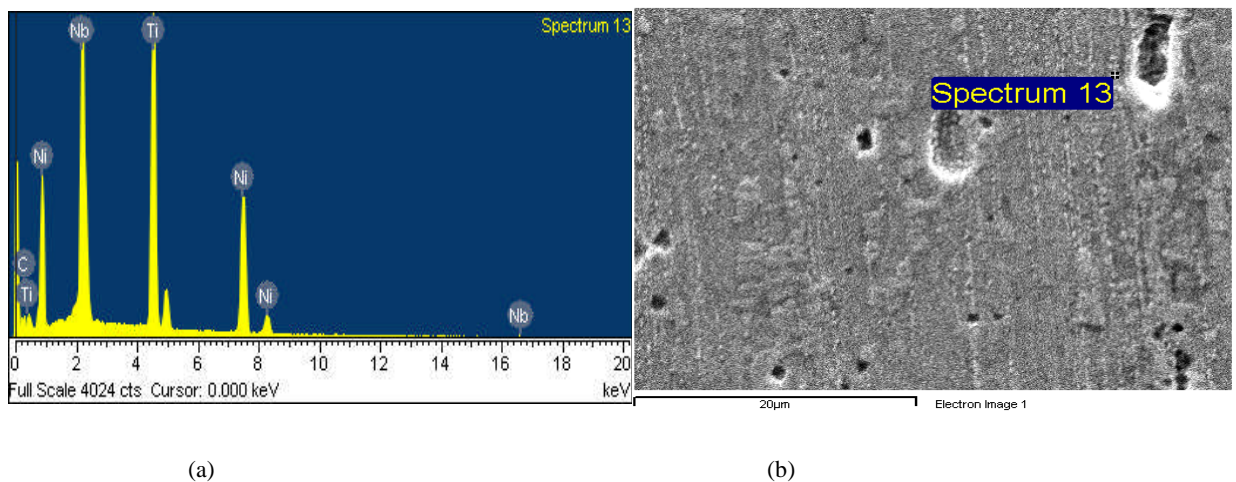 Spectrum 13
Nb
Ti
Ni
Ni
C
Ti
Ni
Nb
0 2 4 6 8 10 12 14 16 18 20
Full Scale 4024 cts Cursor: 0.000 keV keV
Spectrum 13
20µm Electron Image 1
(a) (b)